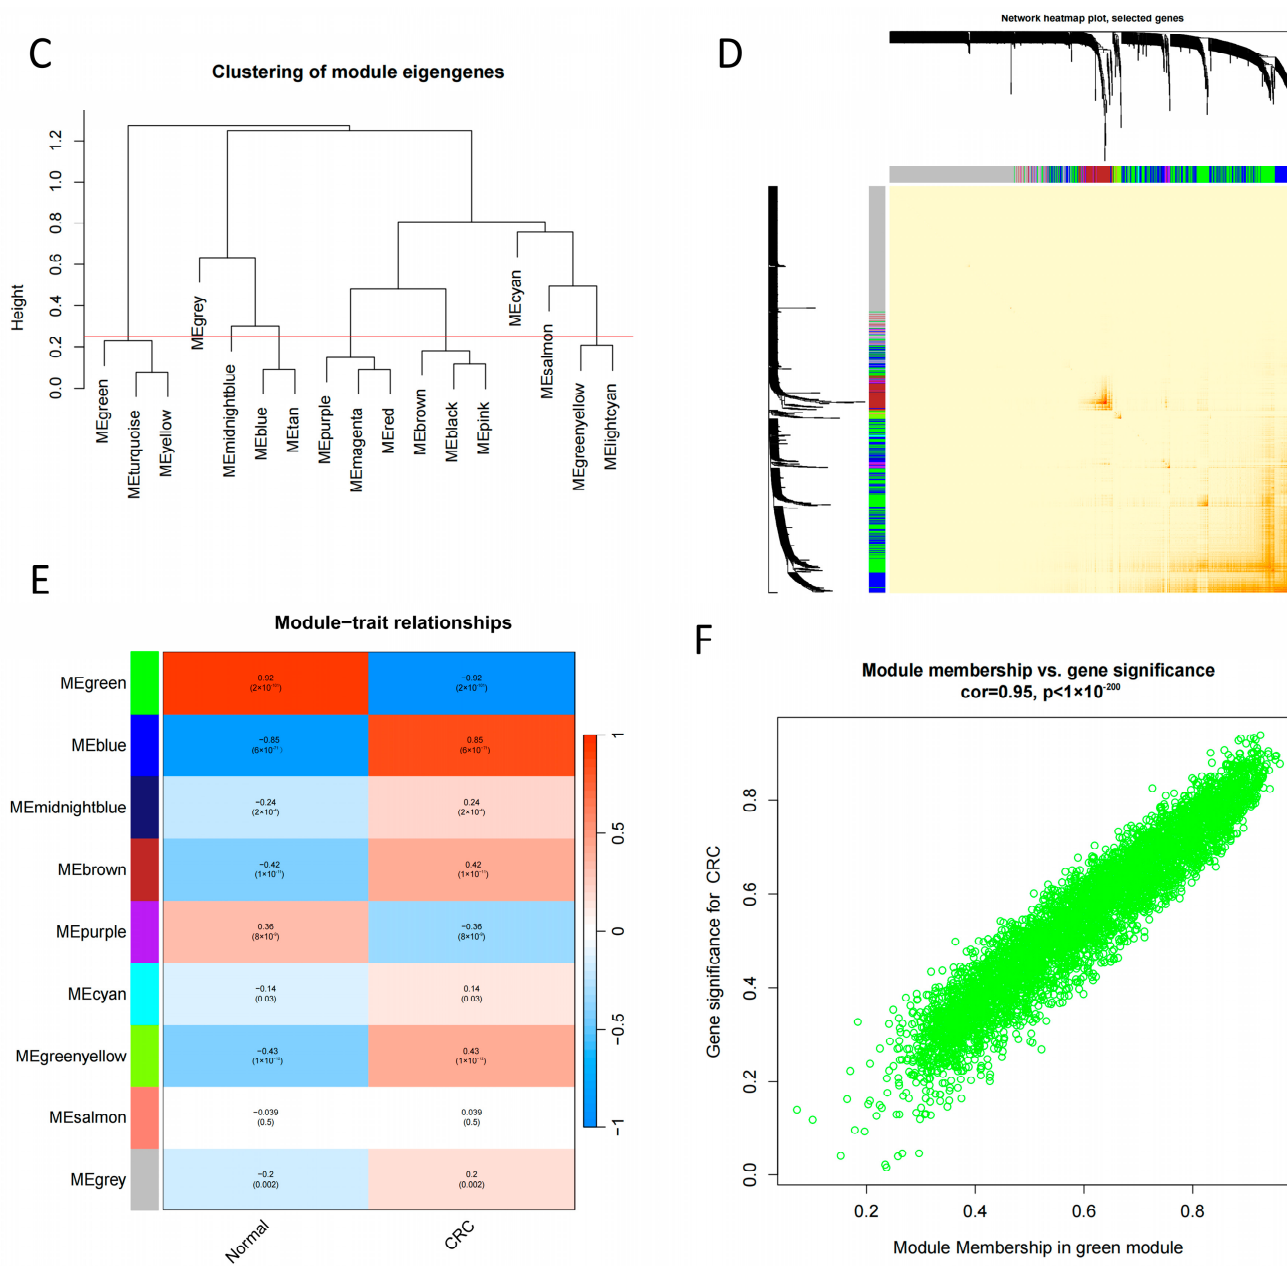 C
Clustering of module eigengenes
Height
0.0
0.2
0.4
0.6
0.8
1.0
1.2
MEgreen
MEturquoise
MEyellow
MEgrey
MEmidnightblue
MEblue
MEtan
MEpurple
MEmagenta
MEred
MEbrown
MEblack
MEpink
MEcyan
MEsalmon
MEgreenyellow
MElightcyan
D
Network heatmap plot, selected genes
E
Module−trait relationships
MEgreen
0.92
−0.92
MEblue
−0.85
0.85
MEmidnightblue
−0.24
0.24
MEbrown
−0.42
0.42
MEpurple
0.36
−0.36
MEcyan
−0.14
(0.03)
0.14
(0.03)
MEgreenyellow
−0.43
0.43
MEsalmon
−0.039
(0.5)
0.039
(0.5)
MEgrey
−0.2
(0.002)
0.2
(0.002)
Normal
CRC
1
0.5
0
−0.5
−1
F
Module membership vs. gene significance
cor=0.95, p<1×10⁻²⁰⁰
Gene significance for CRC
0.0
0.2
0.4
0.6
0.8
0.2
0.4
0.6
0.8
Module Membership in green module